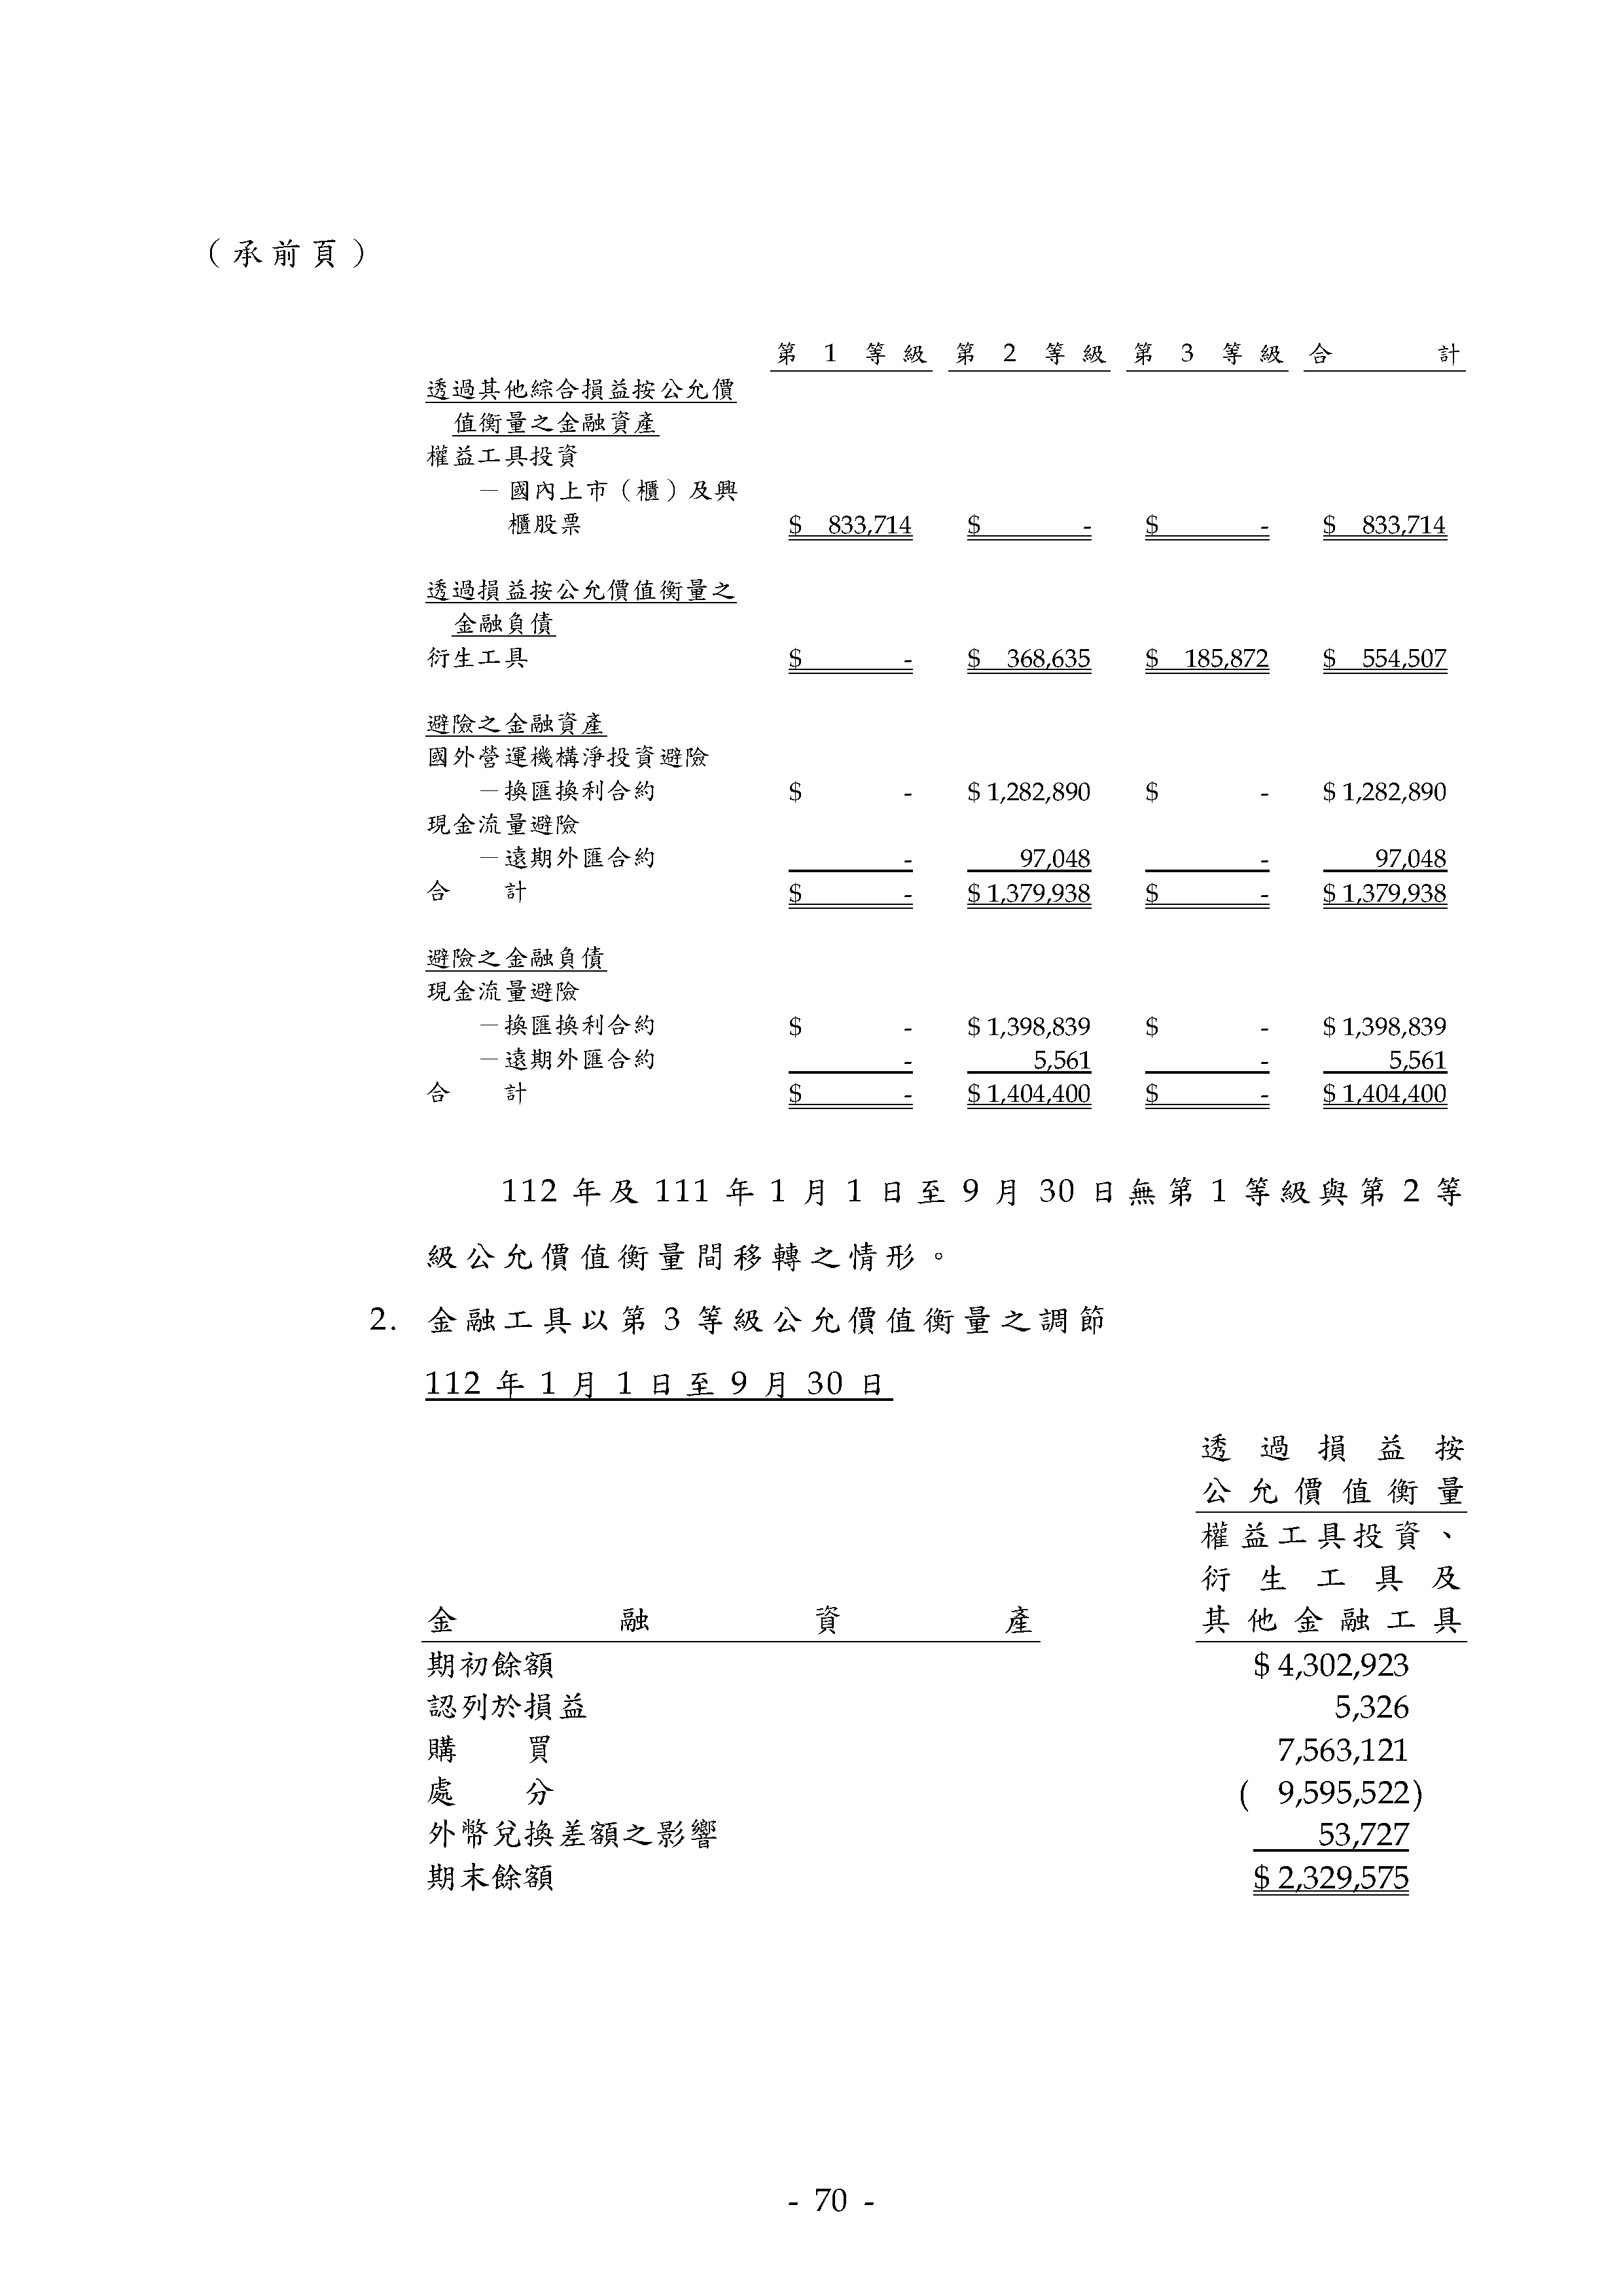 （承前頁）
第 1 等級 第 2 等級 第 3 等級 合計
透過其他綜合損益按公允價
值衡量之金融資產
權益工具投資
－國內上市（櫃）及興
櫃股票 $ 833,714 $ - $ - $ 833,714
透過損益按公允價值衡量之
金融負債
衍生工具 $ - $ 368,635 $ 185,872 $ 554,507
避險之金融資產
國外營運機構淨投資避險
－換匯換利合約 $ - $ 1,282,890 $ - $ 1,282,890
現金流量避險
－遠期外匯合約 - 97,048 - 97,048
合計 $ - $ 1,379,938 $ - $ 1,379,938
避險之金融負債
現金流量避險
－換匯換利合約 $ - $ 1,398,839 $ - $ 1,398,839
－遠期外匯合約 - 5,561 - 5,561
合計 $ - $ 1,404,400 $ - $ 1,404,400
112 年及 111 年 1 月 1 日至 9 月 30 日無第 1 等級與第 2 等
級公允價值衡量間移轉之情形。
2. 金融工具以第 3 等級公允價值衡量之調節
112 年 1 月 1 日至 9 月 30 日
透過損益按
公允價值衡量
權益工具投資、
衍生工具及
金融資產 其他金融工具
期初餘額 $ 4,302,923
認列於損益 5,326
購買 7,563,121
處分 ( 9,595,522)
外幣兌換差額之影響 53,727
期末餘額 $ 2,329,575
- 70 -